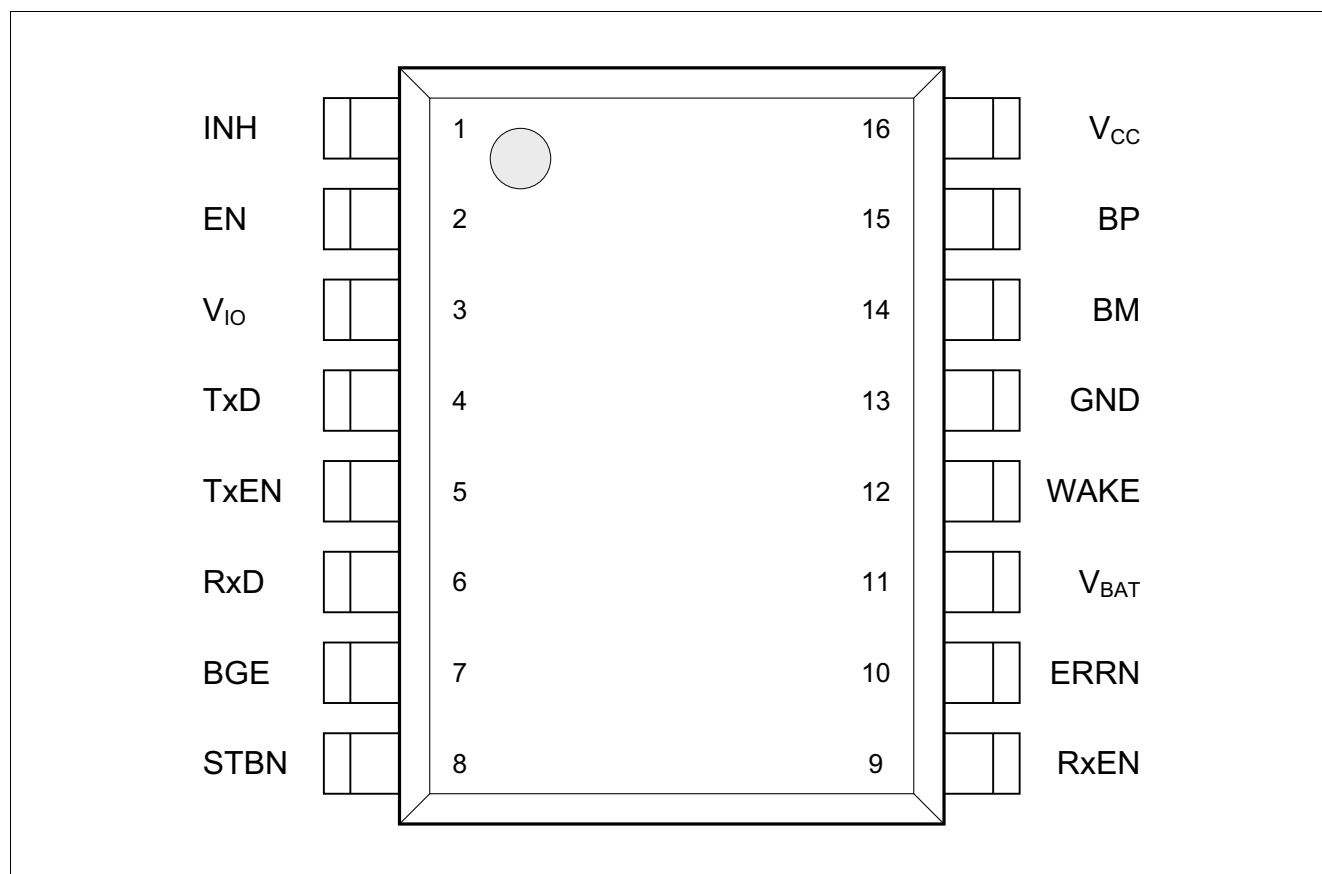 INH 1 16 VCC
EN 2 15 BP
VIO 3 14 BM
TxD 4 13 GND
TxEN 5 12 WAKE
RxD 6 11 VBAT
BGE 7 10 ERRN
STBN 8 9 RxEN